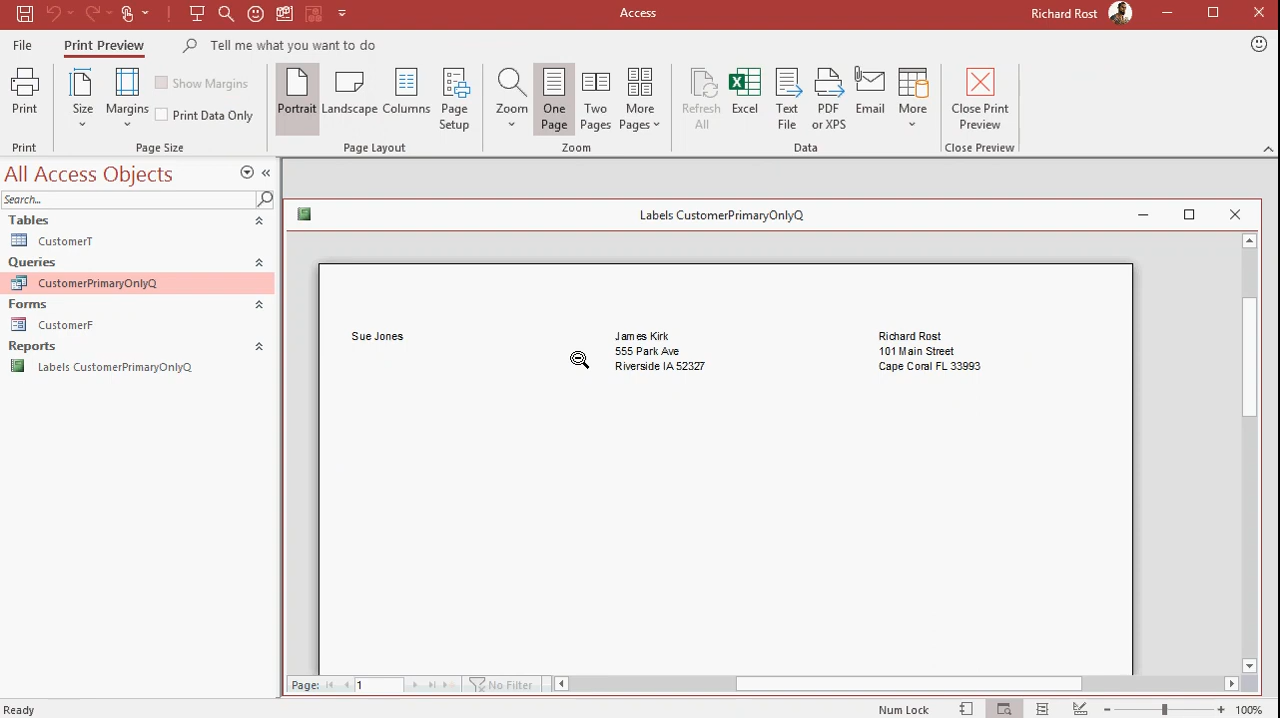 Access
Richard Rost
File
Print Preview
Tell me what you want to do
Print
Size
Margins
Show Margins
Print Data Only
Portrait
Landscape
Columns
Page Setup
Zoom
One Page
Two Pages
More Pages
Refresh All
Excel
Text File
PDF or XPS
Email
More
Close Print Preview
Print
Page Size
Page Layout
Zoom
Data
Close Preview
All Access Objects
Search...
Tables
CustomerT
Queries
CustomerPrimaryOnlyQ
Forms
CustomerF
Reports
Labels CustomerPrimaryOnlyQ
Labels CustomerPrimaryOnlyQ
Sue Jones
James Kirk
555 Park Ave
Riverside IA 52327
Richard Rost
101 Main Street
Cape Coral FL 33993
Page: 1
No Filter
Ready
Num Lock
100%